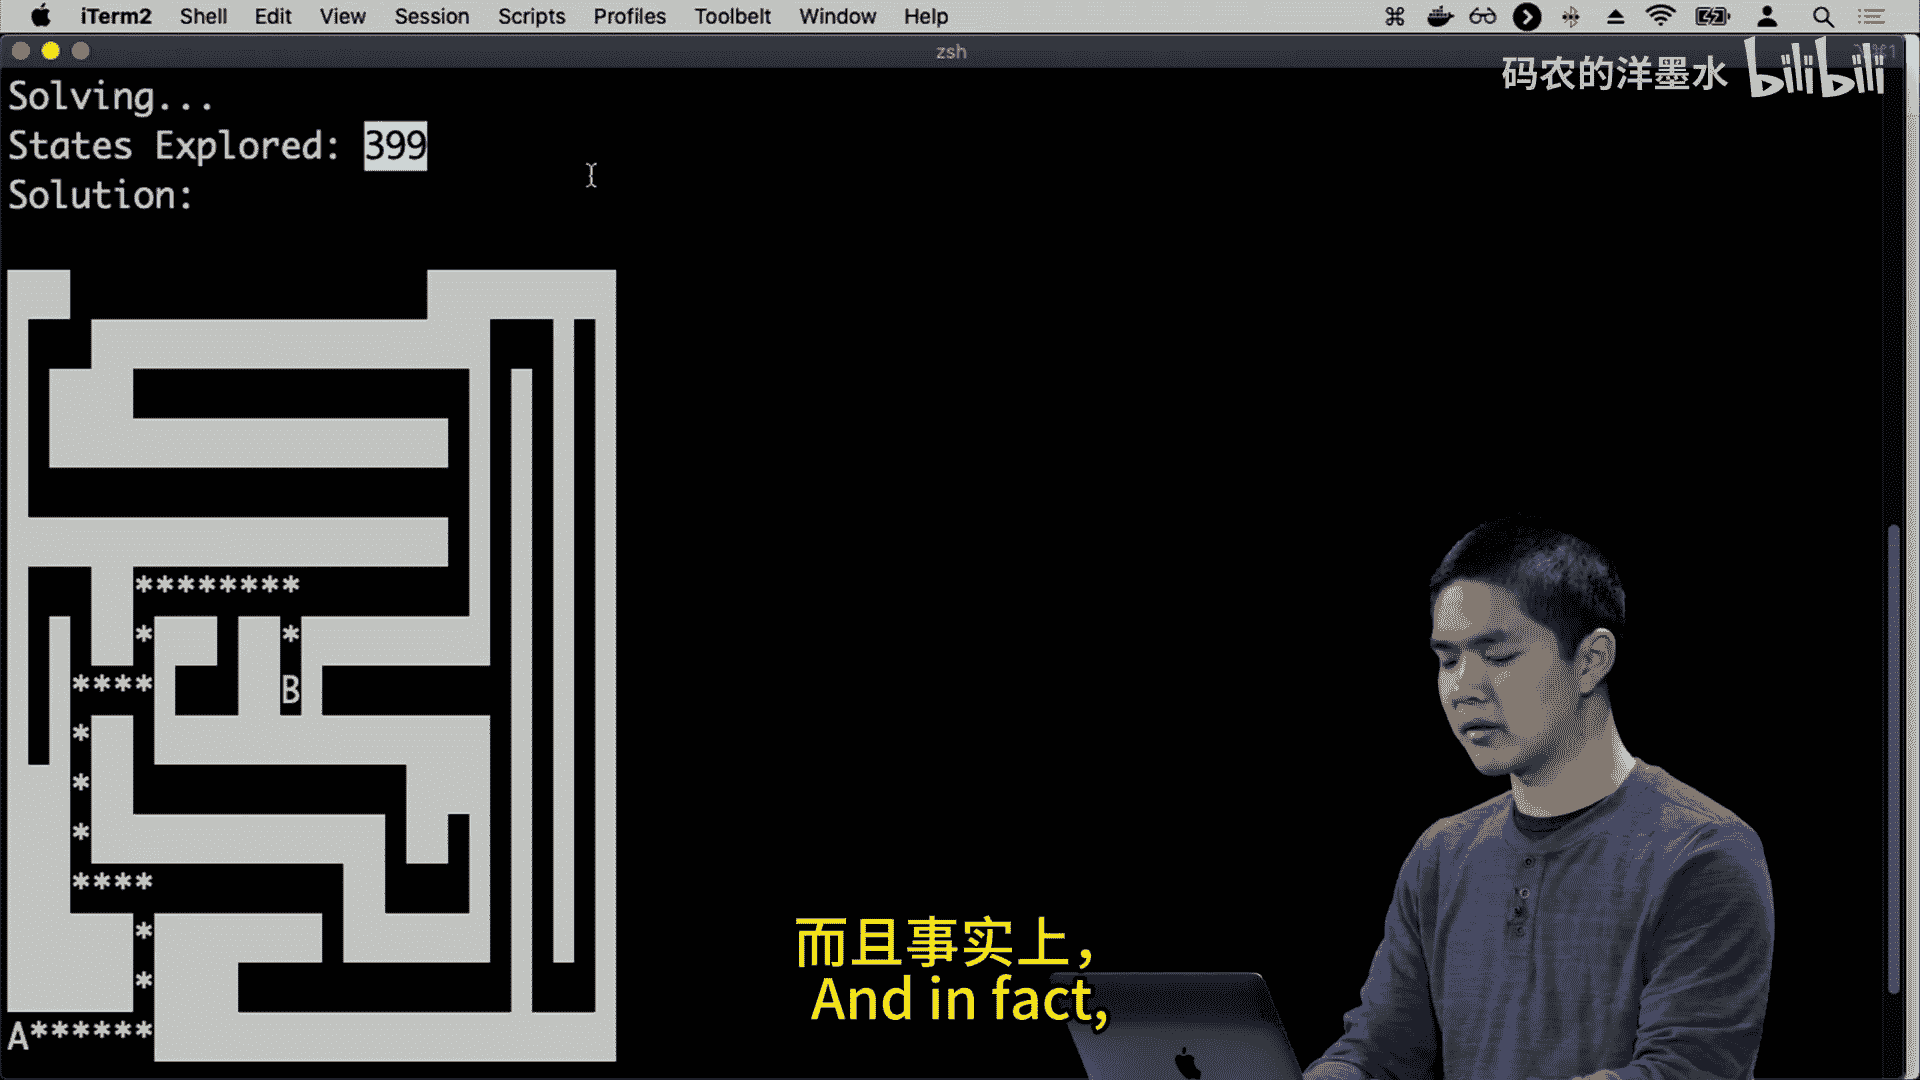 iTerm2 Shell Edit View Session Scripts Profiles Toolbelt Window Help
zsh
码农的洋墨水 bilibili
Solving...
States Explored: 399
Solution:
********
* *
**** B
*
*
*
****
*
*
A******
而且事实上，
And in fact,